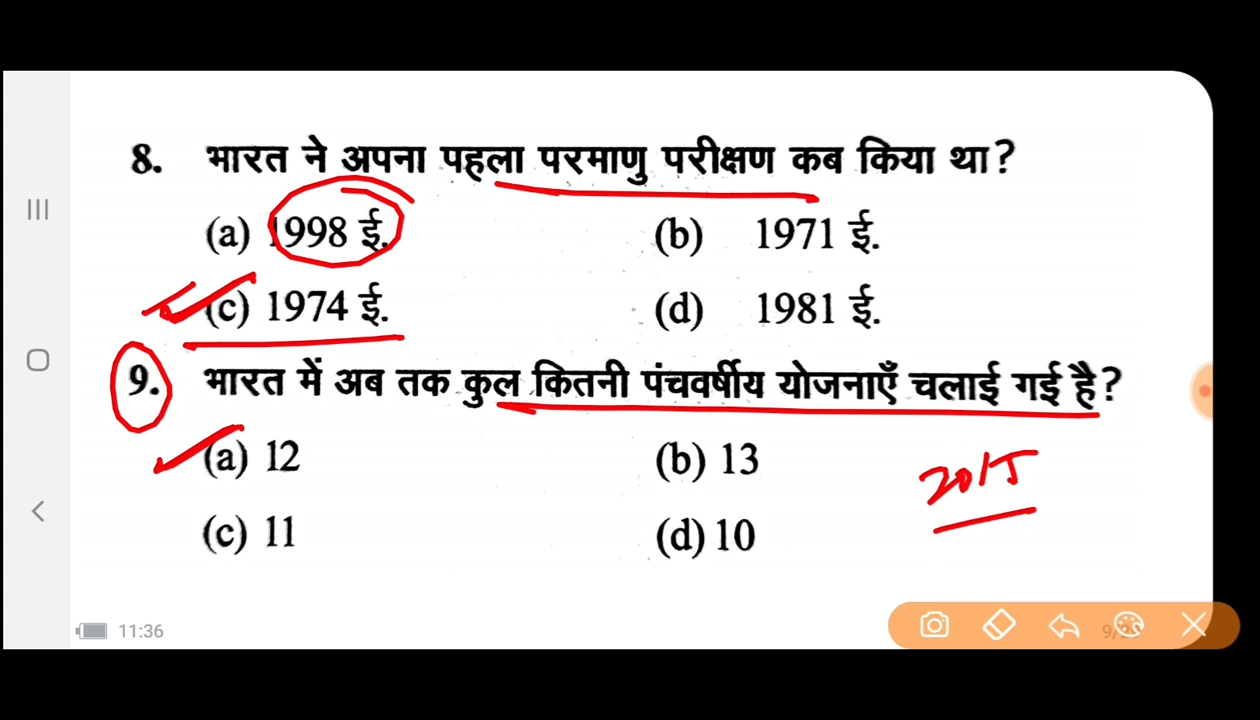 8. भारत ने अपना पहला परमाणु परीक्षण कब किया था?
(a) 1998 ई. (b) 1971 ई.
(c) 1974 ई. (d) 1981 ई.
9. भारत में अब तक कुल कितनी पंचवर्षीय योजनाएँ चलाई गई है?
(a) 12 (b) 13
2015
(c) 11 (d) 10
11:36